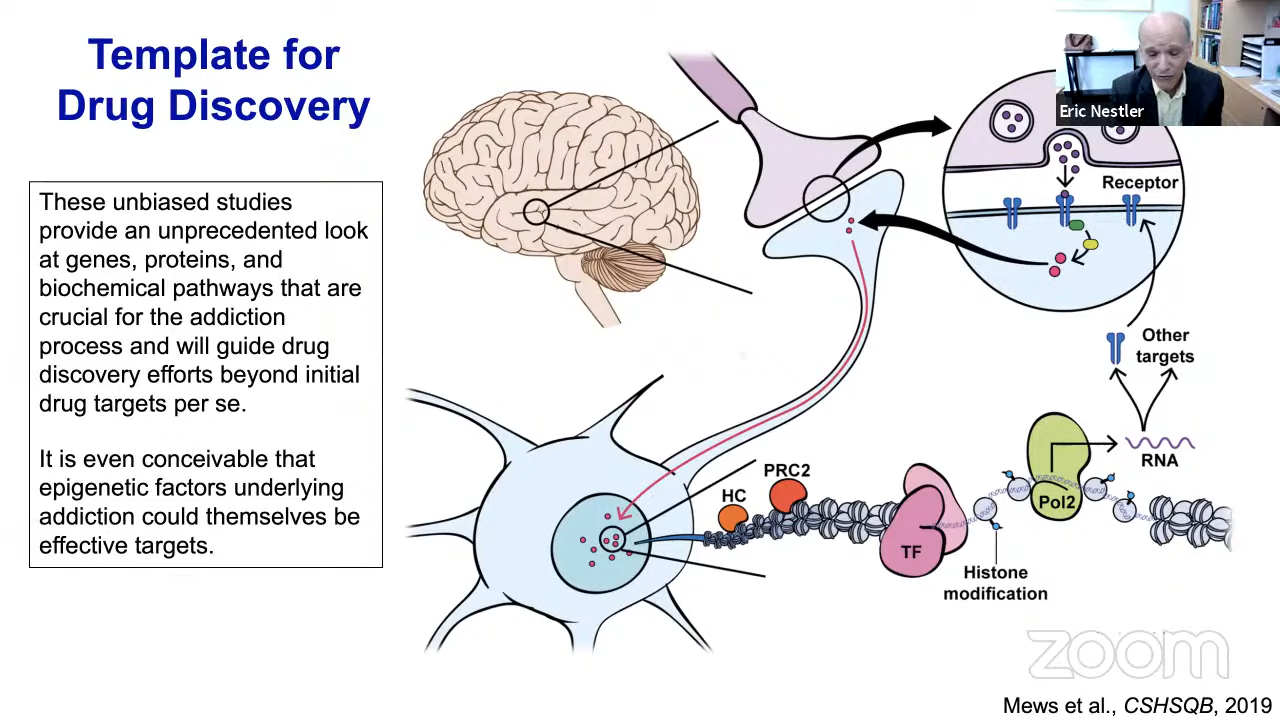 Template for
Drug Discovery
These unbiased studies
provide an unprecedented look
at genes, proteins, and
biochemical pathways that are
crucial for the addiction
process and will guide drug
discovery efforts beyond initial
drug targets per se.
It is even conceivable that
epigenetic factors underlying
addiction could themselves be
effective targets.
Eric Nestler
Receptor
Other
targets
RNA
PRC2
HC
Pol2
TF
Histone
modification
zoom
Mews et al., CSHSQB, 2019